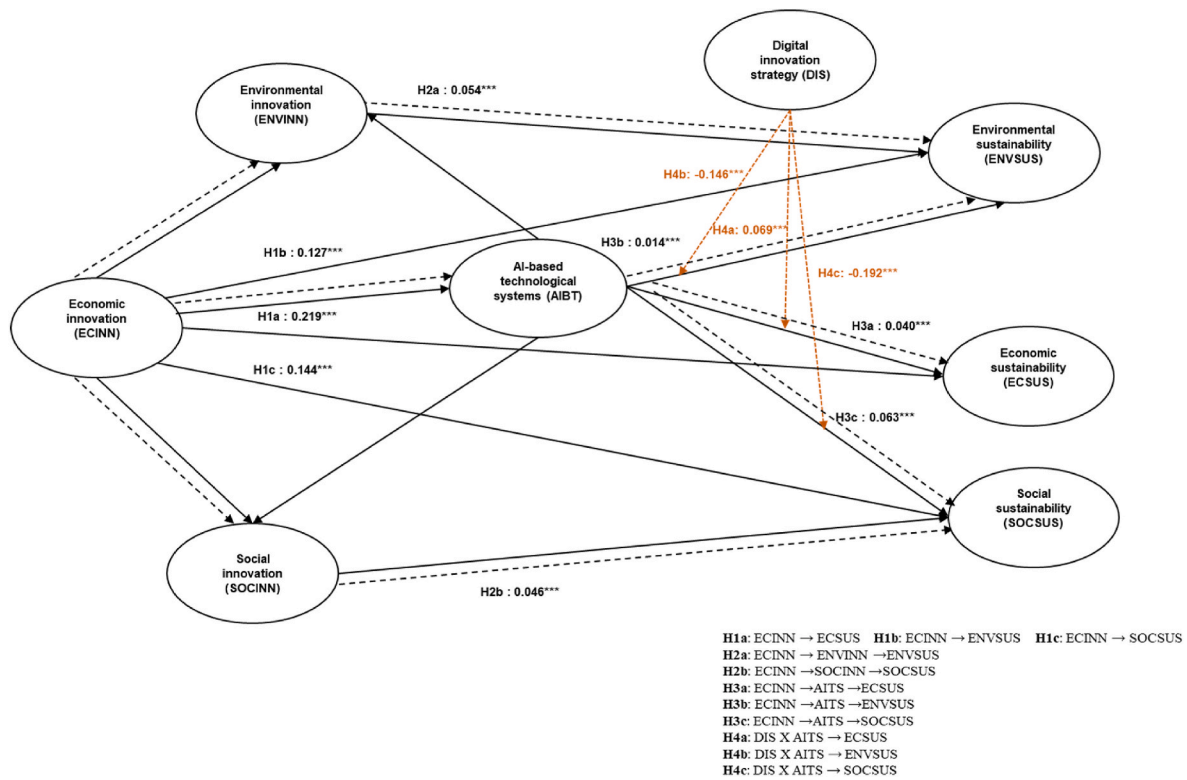 Digital
innovation
strategy (DIS)
Environmental
innovation
(ENVINN)
H2a : 0.054***
Environmental
sustainability
(ENVSUS)
H4b: -0.146***
H4a: 0.069***
H3b : 0.014***
H1b : 0.127***
AI-based
technological
systems (AIBT)
H4c: -0.192***
Economic
innovation
(ECINN)
H1a : 0.219***
H3a : 0.040***
Economic
sustainability
(ECSUS)
H1c : 0.144***
H3c : 0.063***
Social
sustainability
(SOCSUS)
Social
innovation
(SOCINN)
H2b : 0.046***
H1a: ECINN → ECSUS H1b: ECINN → ENVSUS H1c: ECINN → SOCSUS
H2a: ECINN → ENVINN →ENVSUS
H2b: ECINN →SOCINN →SOCSUS
H3a: ECINN →AITS →ECSUS
H3b: ECINN →AITS →ENVSUS
H3c: ECINN →AITS →SOCSUS
H4a: DIS X AITS → ECSUS
H4b: DIS X AITS → ENVSUS
H4c: DIS X AITS → SOCSUS